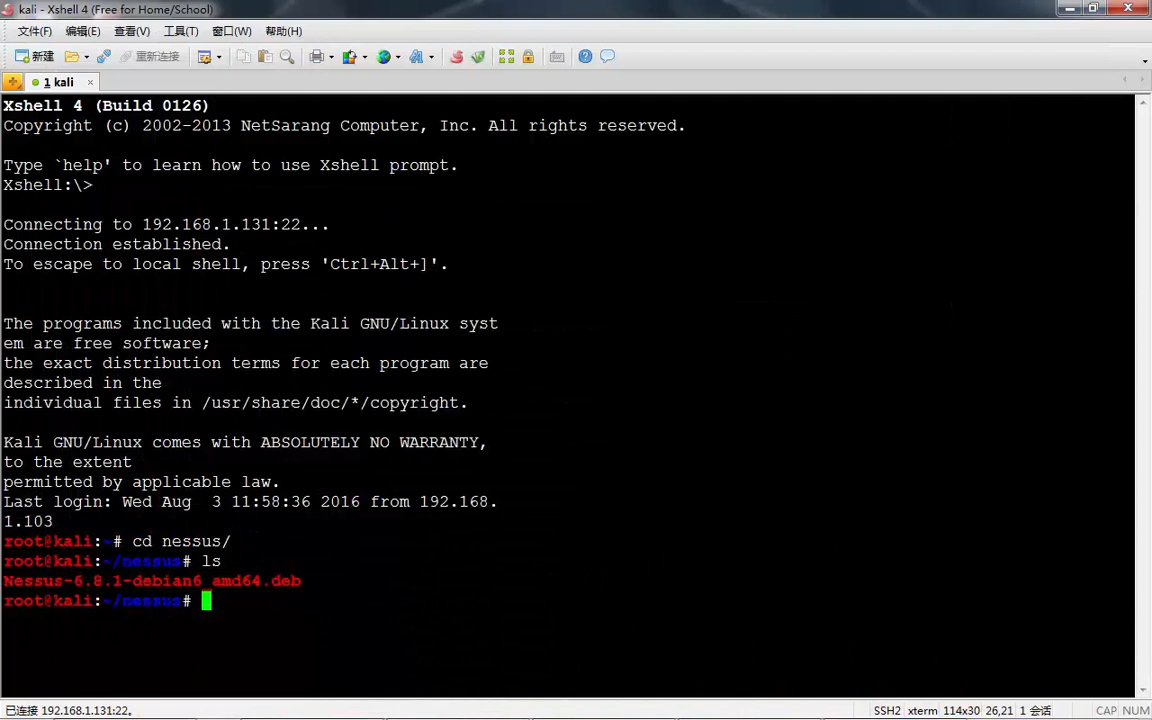 kali - Xshell 4 (Free for Home/School)
文件(F) 编辑(E) 查看(V) 工具(T) 窗口(W) 帮助(H)
新建 重新连接
1 kali
Xshell 4 (Build 0126)
Copyright (c) 2002-2013 NetSarang Computer, Inc. All rights reserved.
Type `help' to learn how to use Xshell prompt.
Xshell:\>
Connecting to 192.168.1.131:22...
Connection established.
To escape to local shell, press 'Ctrl+Alt+]'.
The programs included with the Kali GNU/Linux syst
em are free software;
the exact distribution terms for each program are
described in the
individual files in /usr/share/doc/*/copyright.
Kali GNU/Linux comes with ABSOLUTELY NO WARRANTY,
to the extent
permitted by applicable law.
Last login: Wed Aug  3 11:58:36 2016 from 192.168.
1.103
root@kali:~# cd nessus/
root@kali:~/nessus# ls
Nessus-6.8.1-debian6_amd64.deb
root@kali:~/nessus#
已连接 192.168.1.131:22。 SSH2 xterm 114x30 26,21 1 会话 CAP NUM